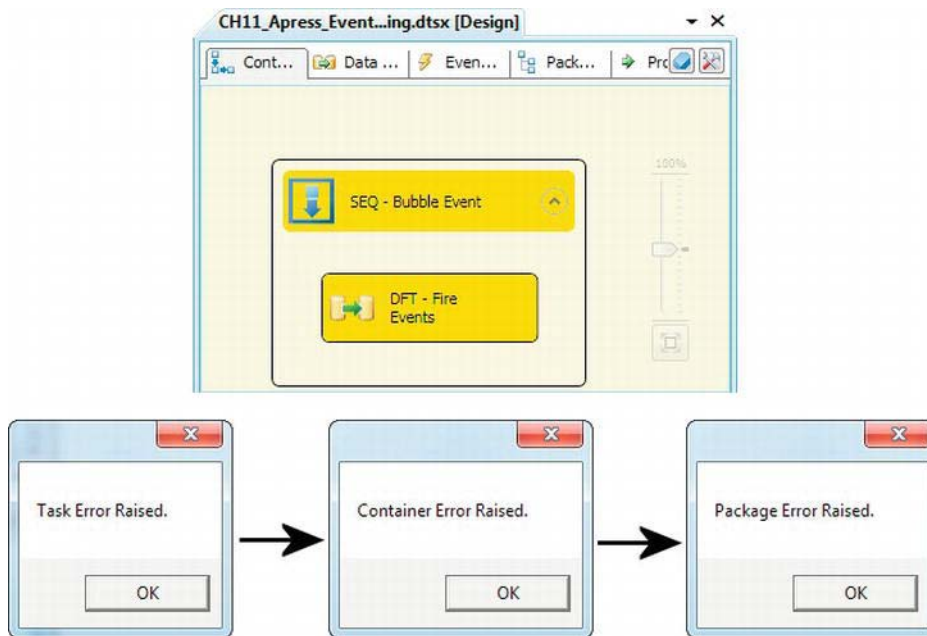 CH11_Apress_Event...ing.dtsx [Design]
Cont... Data ... Even... Pack... Prc
100%
SEQ - Bubble Event
DFT - Fire
Events
Task Error Raised. Container Error Raised. Package Error Raised.
OK OK OK